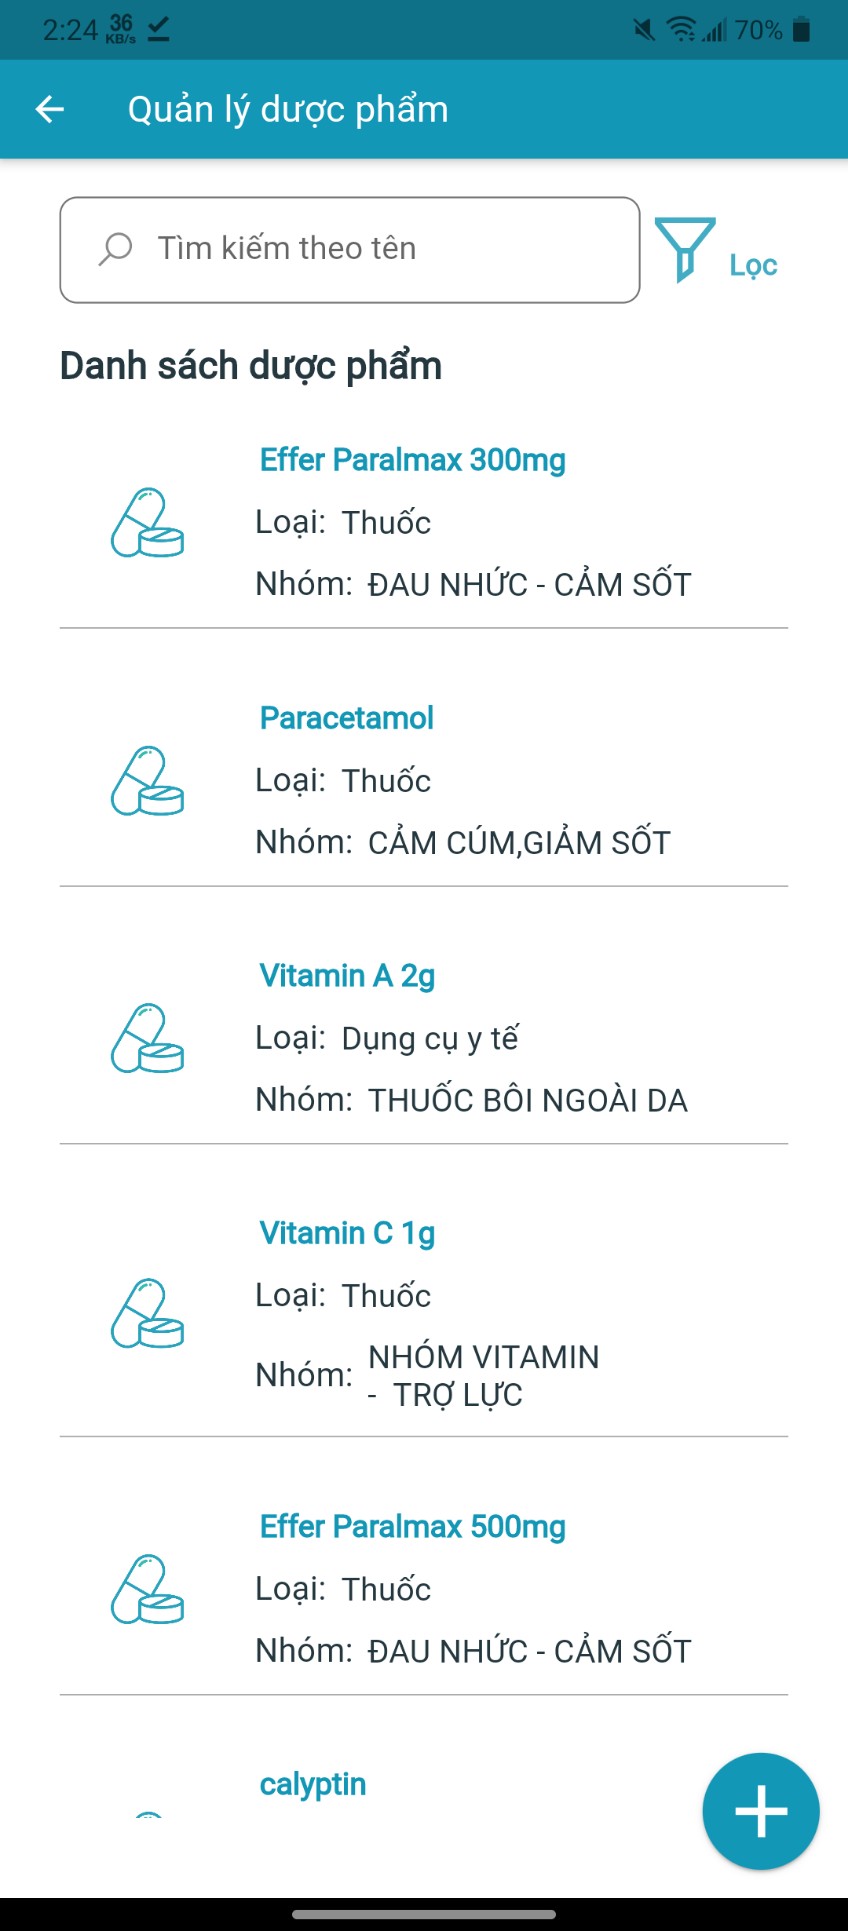 2:24 36 KB/s 70%
Quản lý dược phẩm
Tìm kiếm theo tên
Lọc
Danh sách dược phẩm
Effer Paralmax 300mg
Loại: Thuốc
Nhóm: ĐAU NHỨC - CẢM SỐT
Paracetamol
Loại: Thuốc
Nhóm: CẢM CÚM,GIẢM SỐT
Vitamin A 2g
Loại: Dụng cụ y tế
Nhóm: THUỐC BÔI NGOÀI DA
Vitamin C 1g
Loại: Thuốc
Nhóm: NHÓM VITAMIN
- TRỢ LỰC
Effer Paralmax 500mg
Loại: Thuốc
Nhóm: ĐAU NHỨC - CẢM SỐT
calyptin